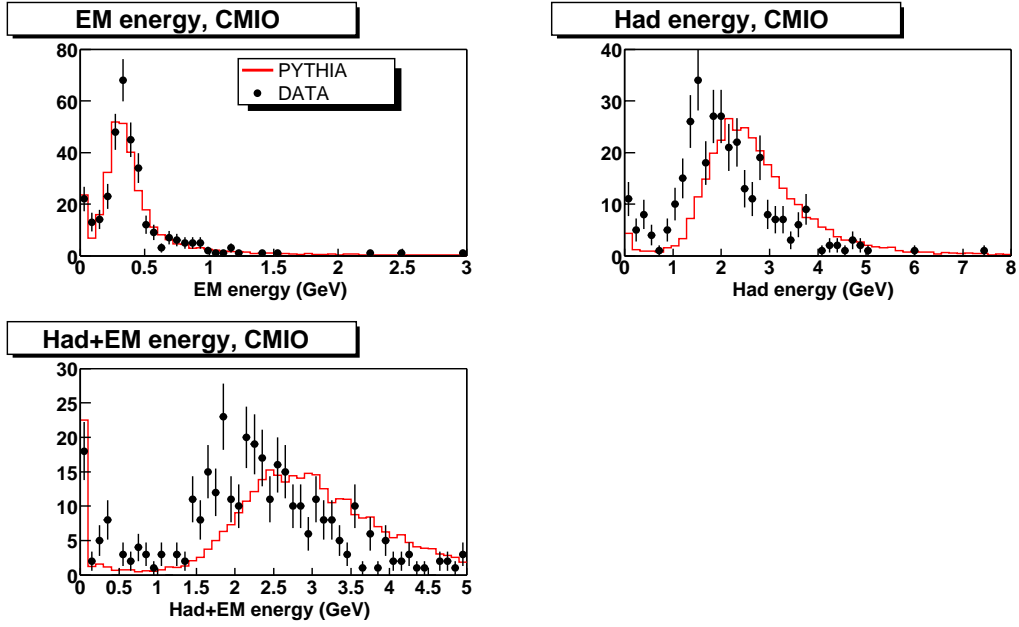 EM energy, CMIO
80
60
40
20
0
0 0.5 1 1.5 2 2.5 3
EM energy (GeV)
PYTHIA
DATA
Had energy, CMIO
40
30
20
10
0
0 1 2 3 4 5 6 7 8
Had energy (GeV)
Had+EM energy, CMIO
30
25
20
15
10
5
0
0 0.5 1 1.5 2 2.5 3 3.5 4 4.5 5
Had+EM energy (GeV)